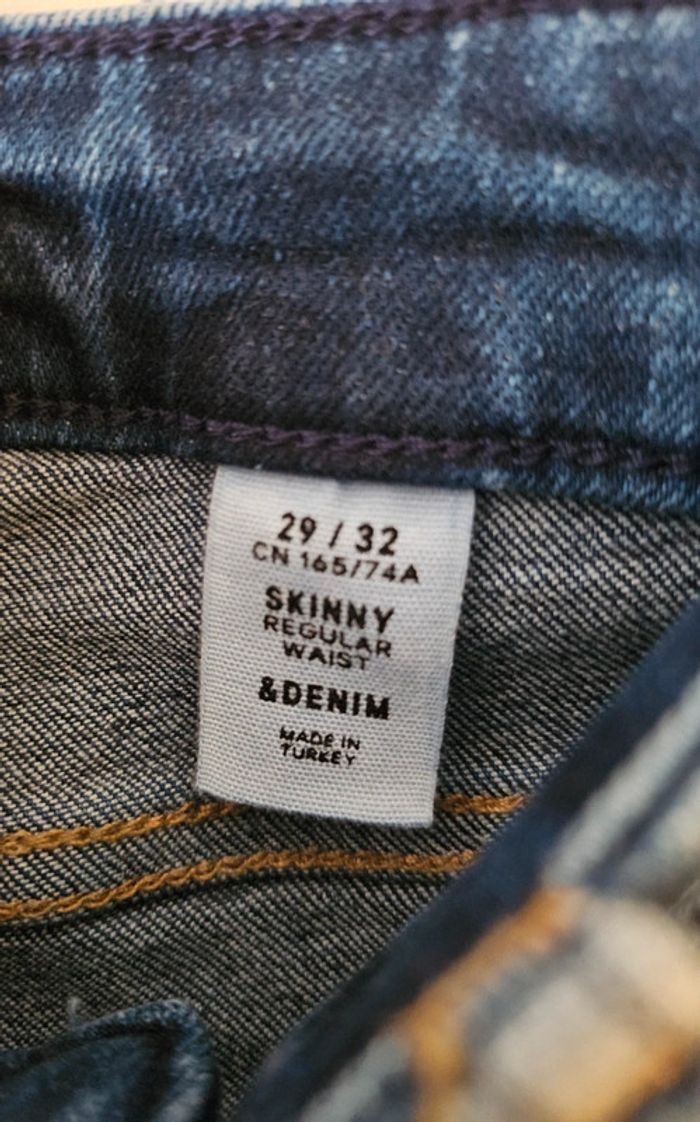 29 / 32
CN 165/74A
SKINNY
REGULAR
WAIST
&DENIM
MADE IN
TURKEY